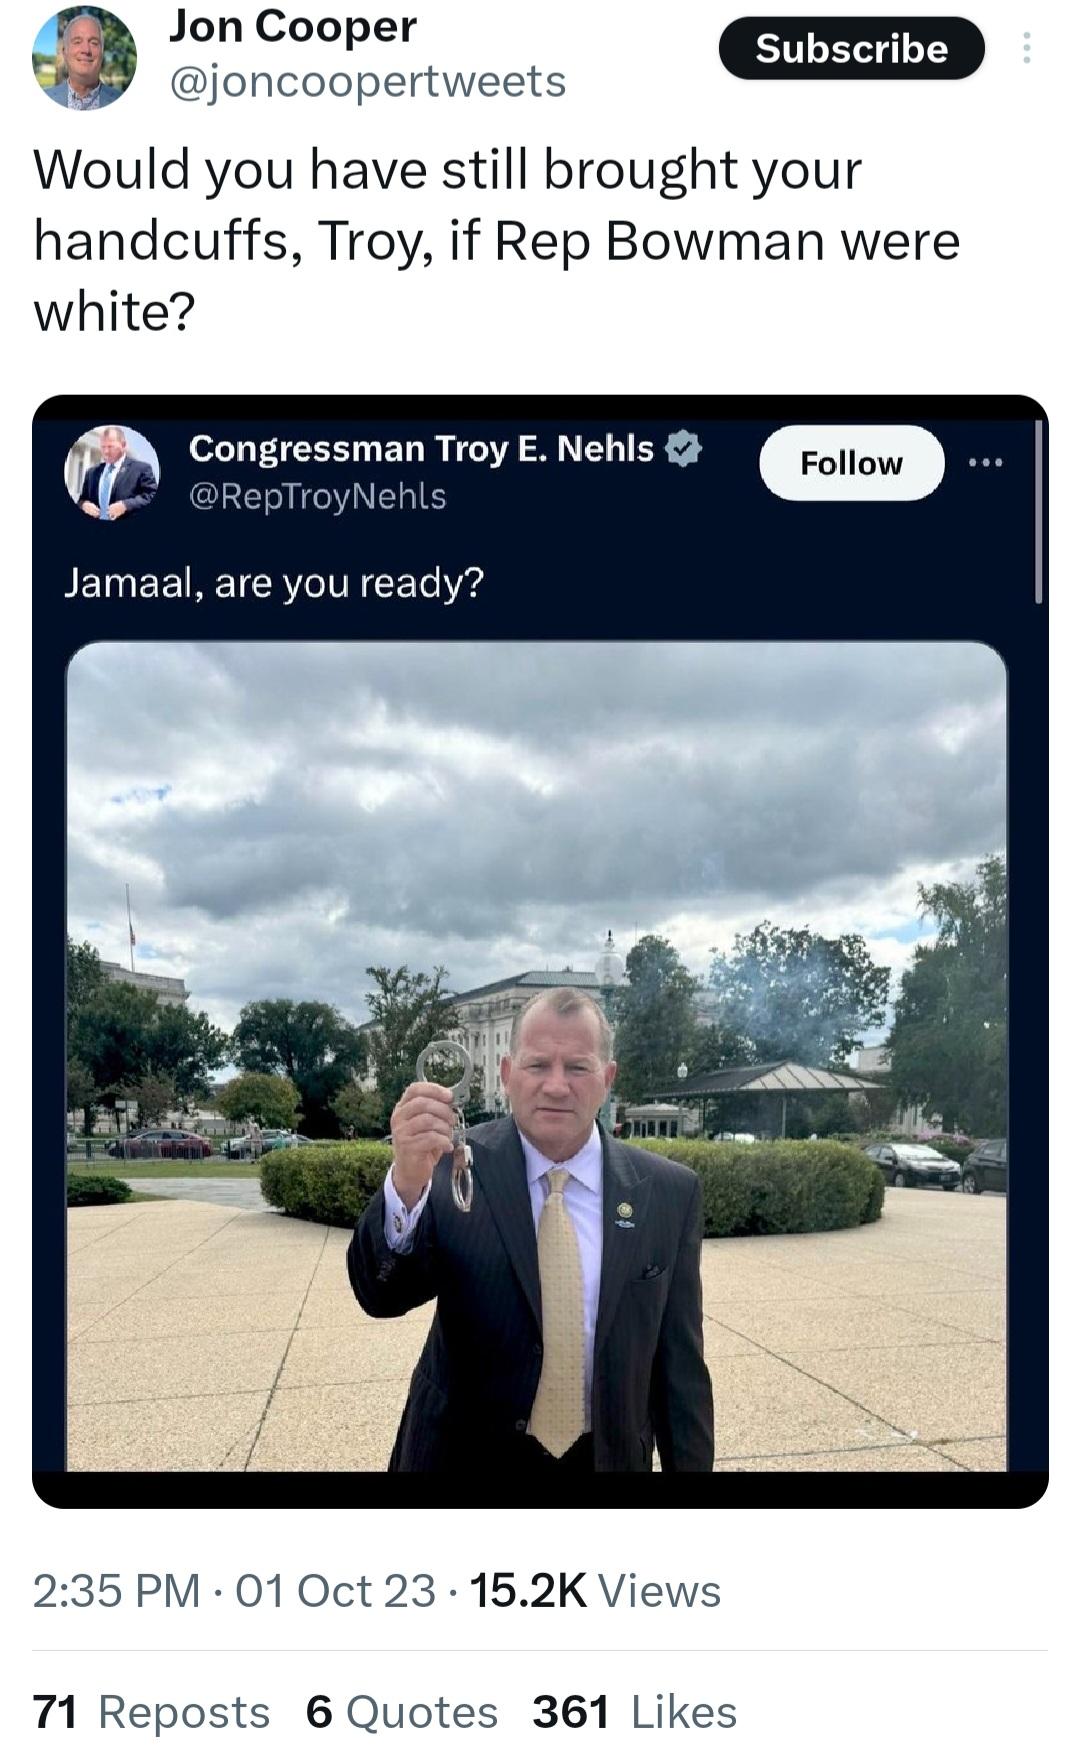 Jon Cooper
@joncoopertweets
Subscribe
Would you have still brought your
handcuffs, Troy, if Rep Bowman were
white?
Congressman Troy E. Nehls
@RepTroyNehls
Follow
Jamaal, are you ready?
2:35 PM · 01 Oct 23 · 15.2K Views
71 Reposts 6 Quotes 361 Likes